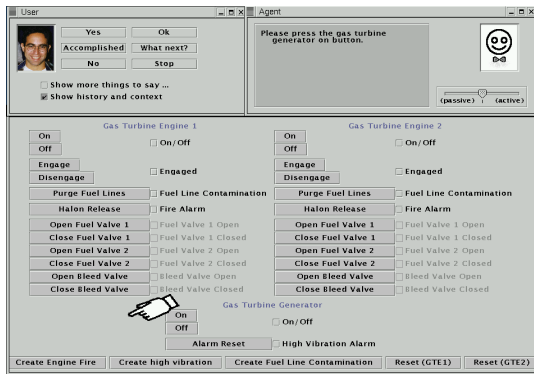 User
Agent
Yes
Ok
Accomplished
What next?
No
Stop
Show more things to say ...
Show history and context
Please press the gas turbine
generator on button.
(passive)
(active)
Gas Turbine Engine 1
On
Off
On/Off
Engage
Disengage
Engaged
Purge Fuel Lines
Fuel Line Contamination
Halon Release
Fire Alarm
Open Fuel Valve 1
Fuel Valve 1 Open
Close Fuel Valve 1
Fuel Valve 1 Closed
Open Fuel Valve 2
Fuel Valve 2 Open
Close Fuel Valve 2
Fuel Valve 2 Closed
Open Bleed Valve
Bleed Valve Open
Close Bleed Valve
Bleed Valve Closed
Gas Turbine Engine 2
On
Off
On/Off
Engage
Disengage
Engaged
Purge Fuel Lines
Fuel Line Contamination
Halon Release
Fire Alarm
Open Fuel Valve 1
Fuel Valve 1 Open
Close Fuel Valve 1
Fuel Valve 1 Closed
Open Fuel Valve 2
Fuel Valve 2 Open
Close Fuel Valve 2
Fuel Valve 2 Closed
Open Bleed Valve
Bleed Valve Open
Close Bleed Valve
Bleed Valve Closed
Gas Turbine Generator
On
Off
On/Off
Alarm Reset
High Vibration Alarm
Create Engine Fire
Create high vibration
Create Fuel Line Contamination
Reset (GTE1)
Reset (GTE2)